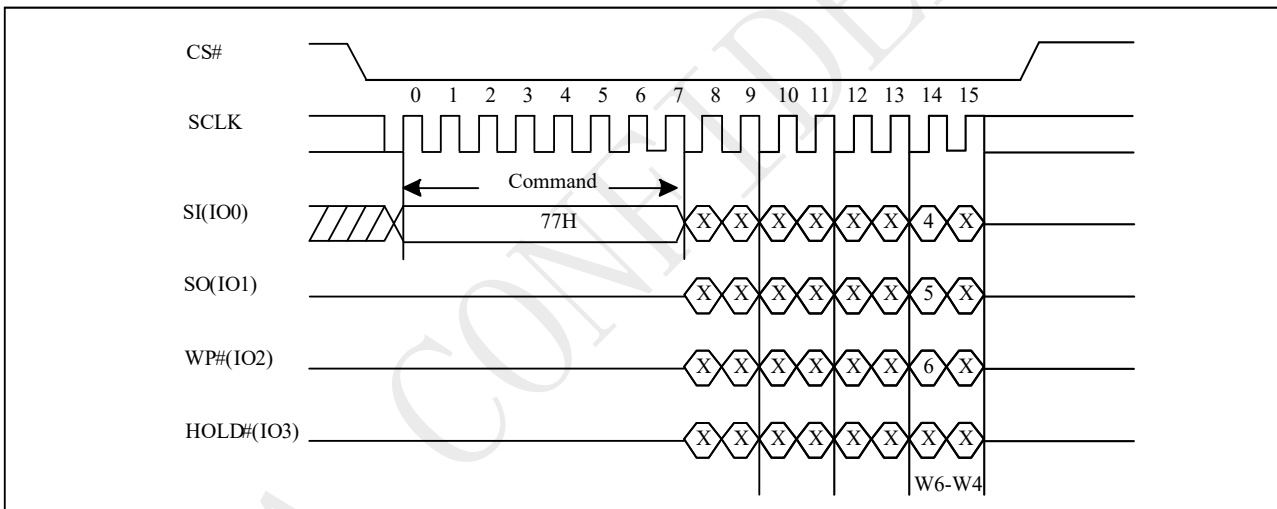 CS#
0 1 2 3 4 5 6 7 8 9 10 11 12 13 14 15
SCLK
Command
SI(IO0) 77H X X X X X X 4 X
SO(IO1) X X X X X X 5 X
WP#(IO2) X X X X X X 6 X
HOLD#(IO3) X X X X X X X X
W6-W4